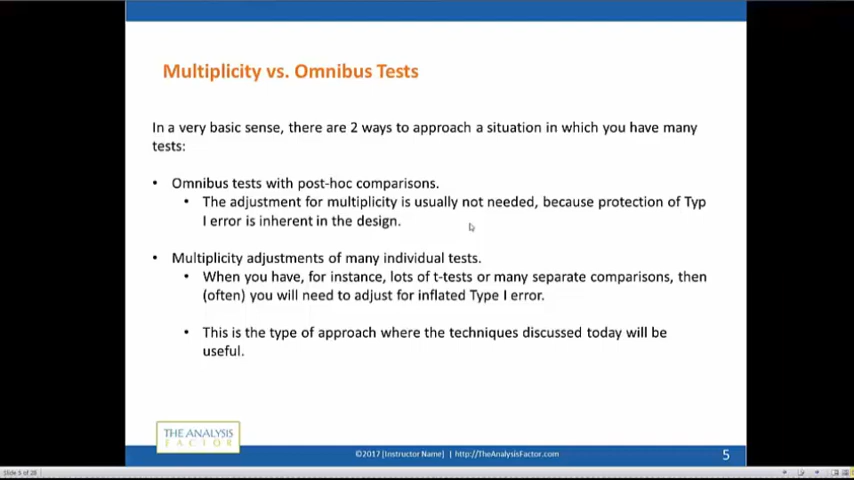 Multiplicity vs. Omnibus Tests
In a very basic sense, there are 2 ways to approach a situation in which you have many
tests:
• Omnibus tests with post-hoc comparisons.
• The adjustment for multiplicity is usually not needed, because protection of Typ
I error is inherent in the design.
• Multiplicity adjustments of many individual tests.
• When you have, for instance, lots of t-tests or many separate comparisons, then
(often) you will need to adjust for inflated Type I error.
• This is the type of approach where the techniques discussed today will be
useful.
THE ANALYSIS
FACTOR
©2017 [Instructor Name] | http://TheAnalysisFactor.com
5
Slide 5 of 28